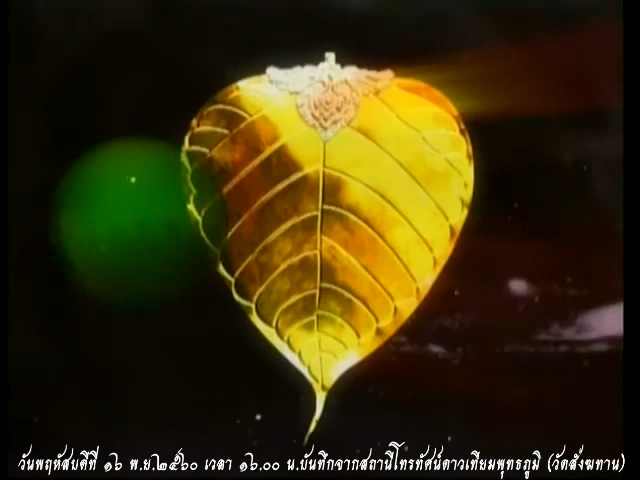 วันพฤหัสบดีที่ ๑๖ พ.ย.๒๕๖๐ เวลา ๑๖.๐๐ น.บันทึกจากสถานีโทรทัศน์ดาวเทียมพุทธภูมิ (วัดสังฆทาน)